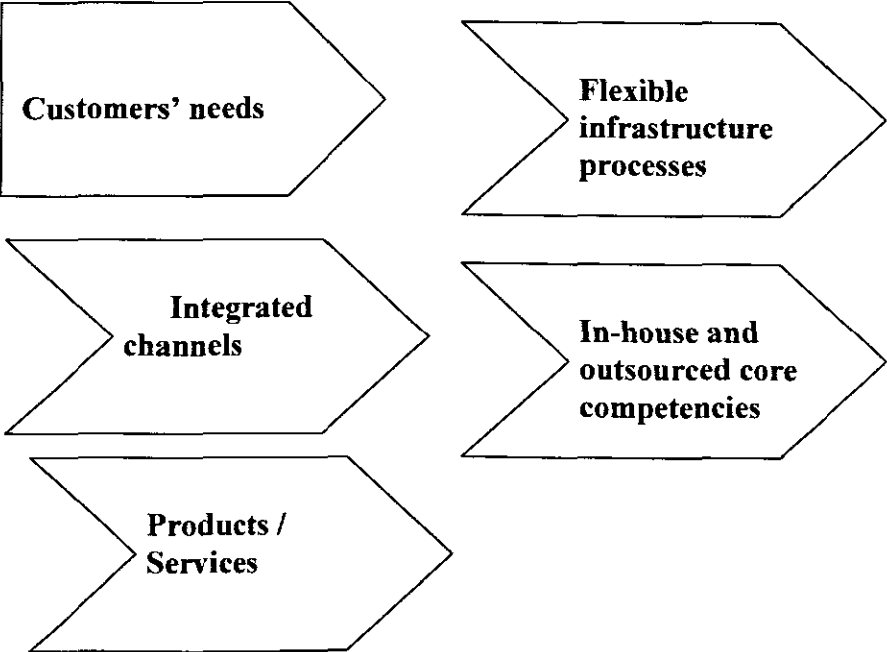 Customers’ needs
Integrated
channels
Products /
Services
Flexible
infrastructure
processes
In-house and
outsourced core
competencies